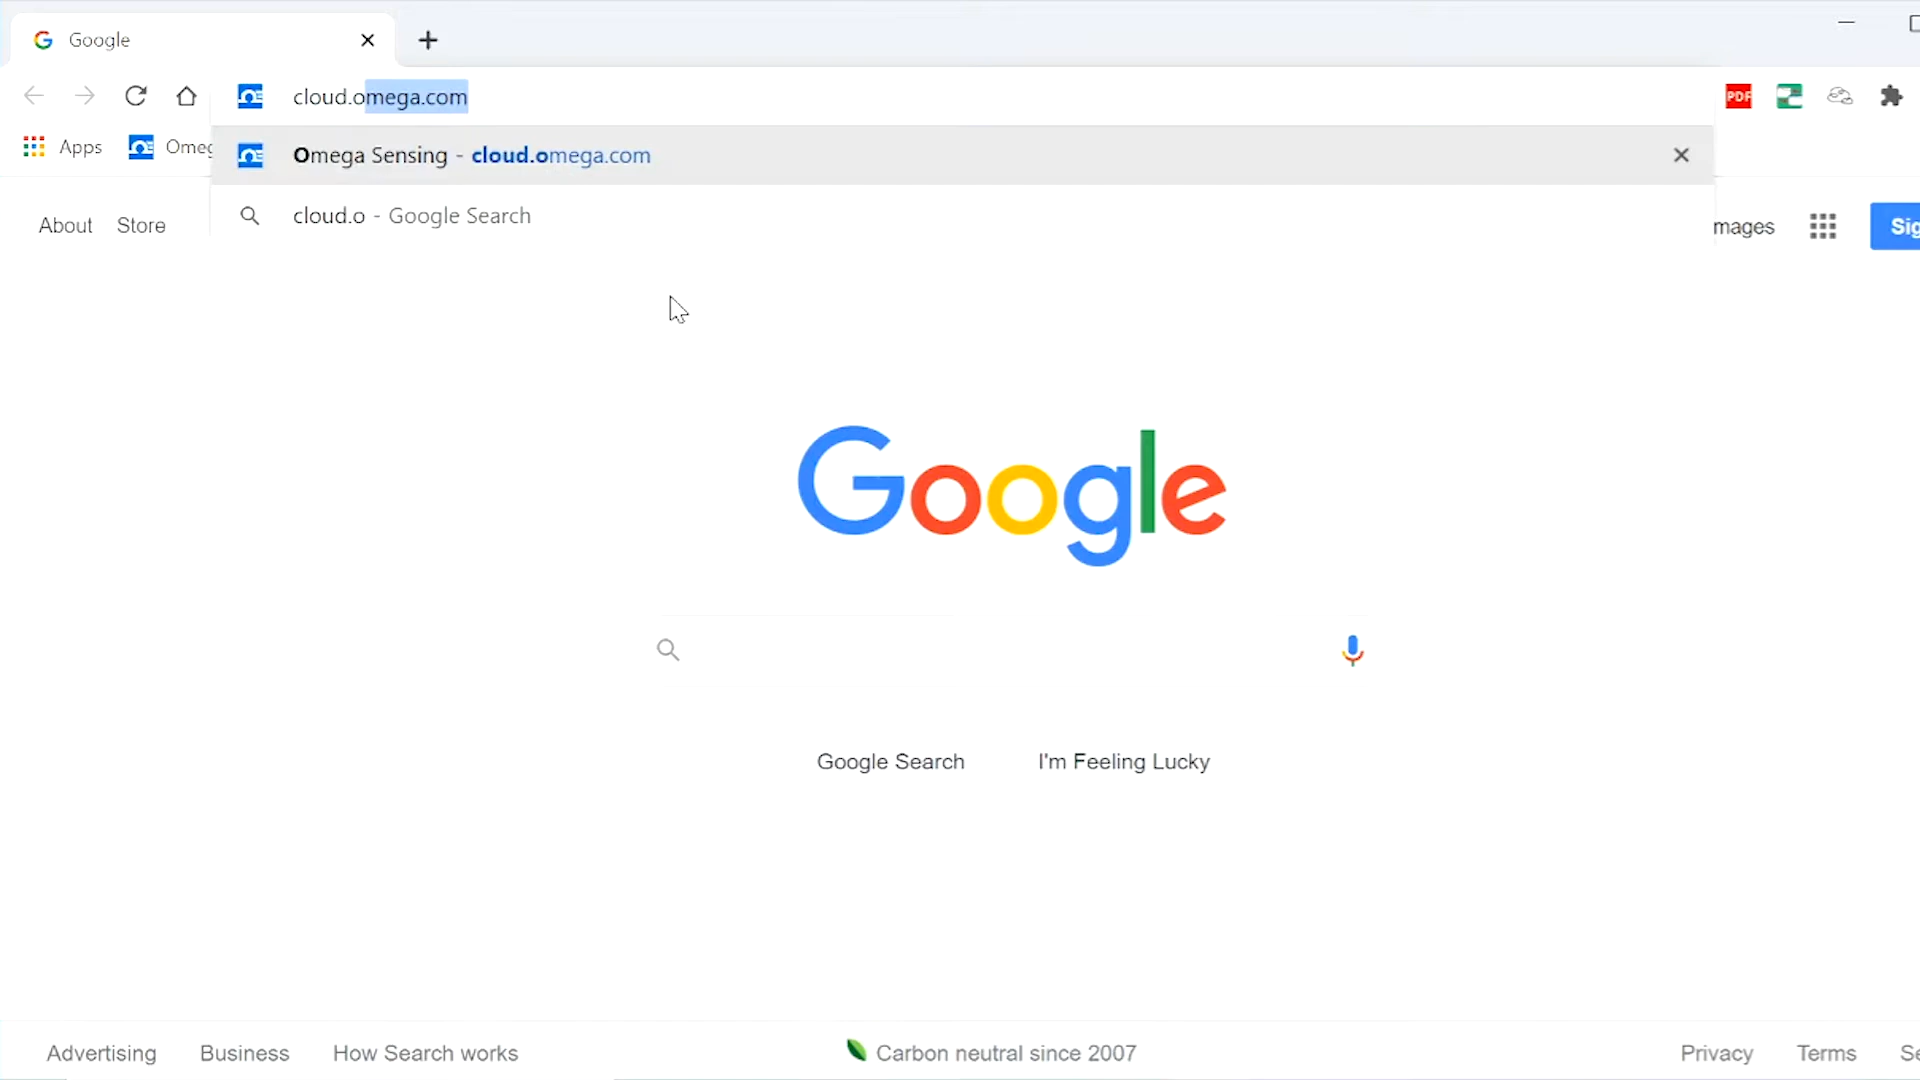 Google
cloud.omega.com
Apps
Omeg
Omega Sensing - cloud.omega.com
PDF
cloud.o - Google Search
About Store
mages
Sig
Google
Google Search I'm Feeling Lucky
Advertising Business How Search works
Carbon neutral since 2007
Privacy Terms Se